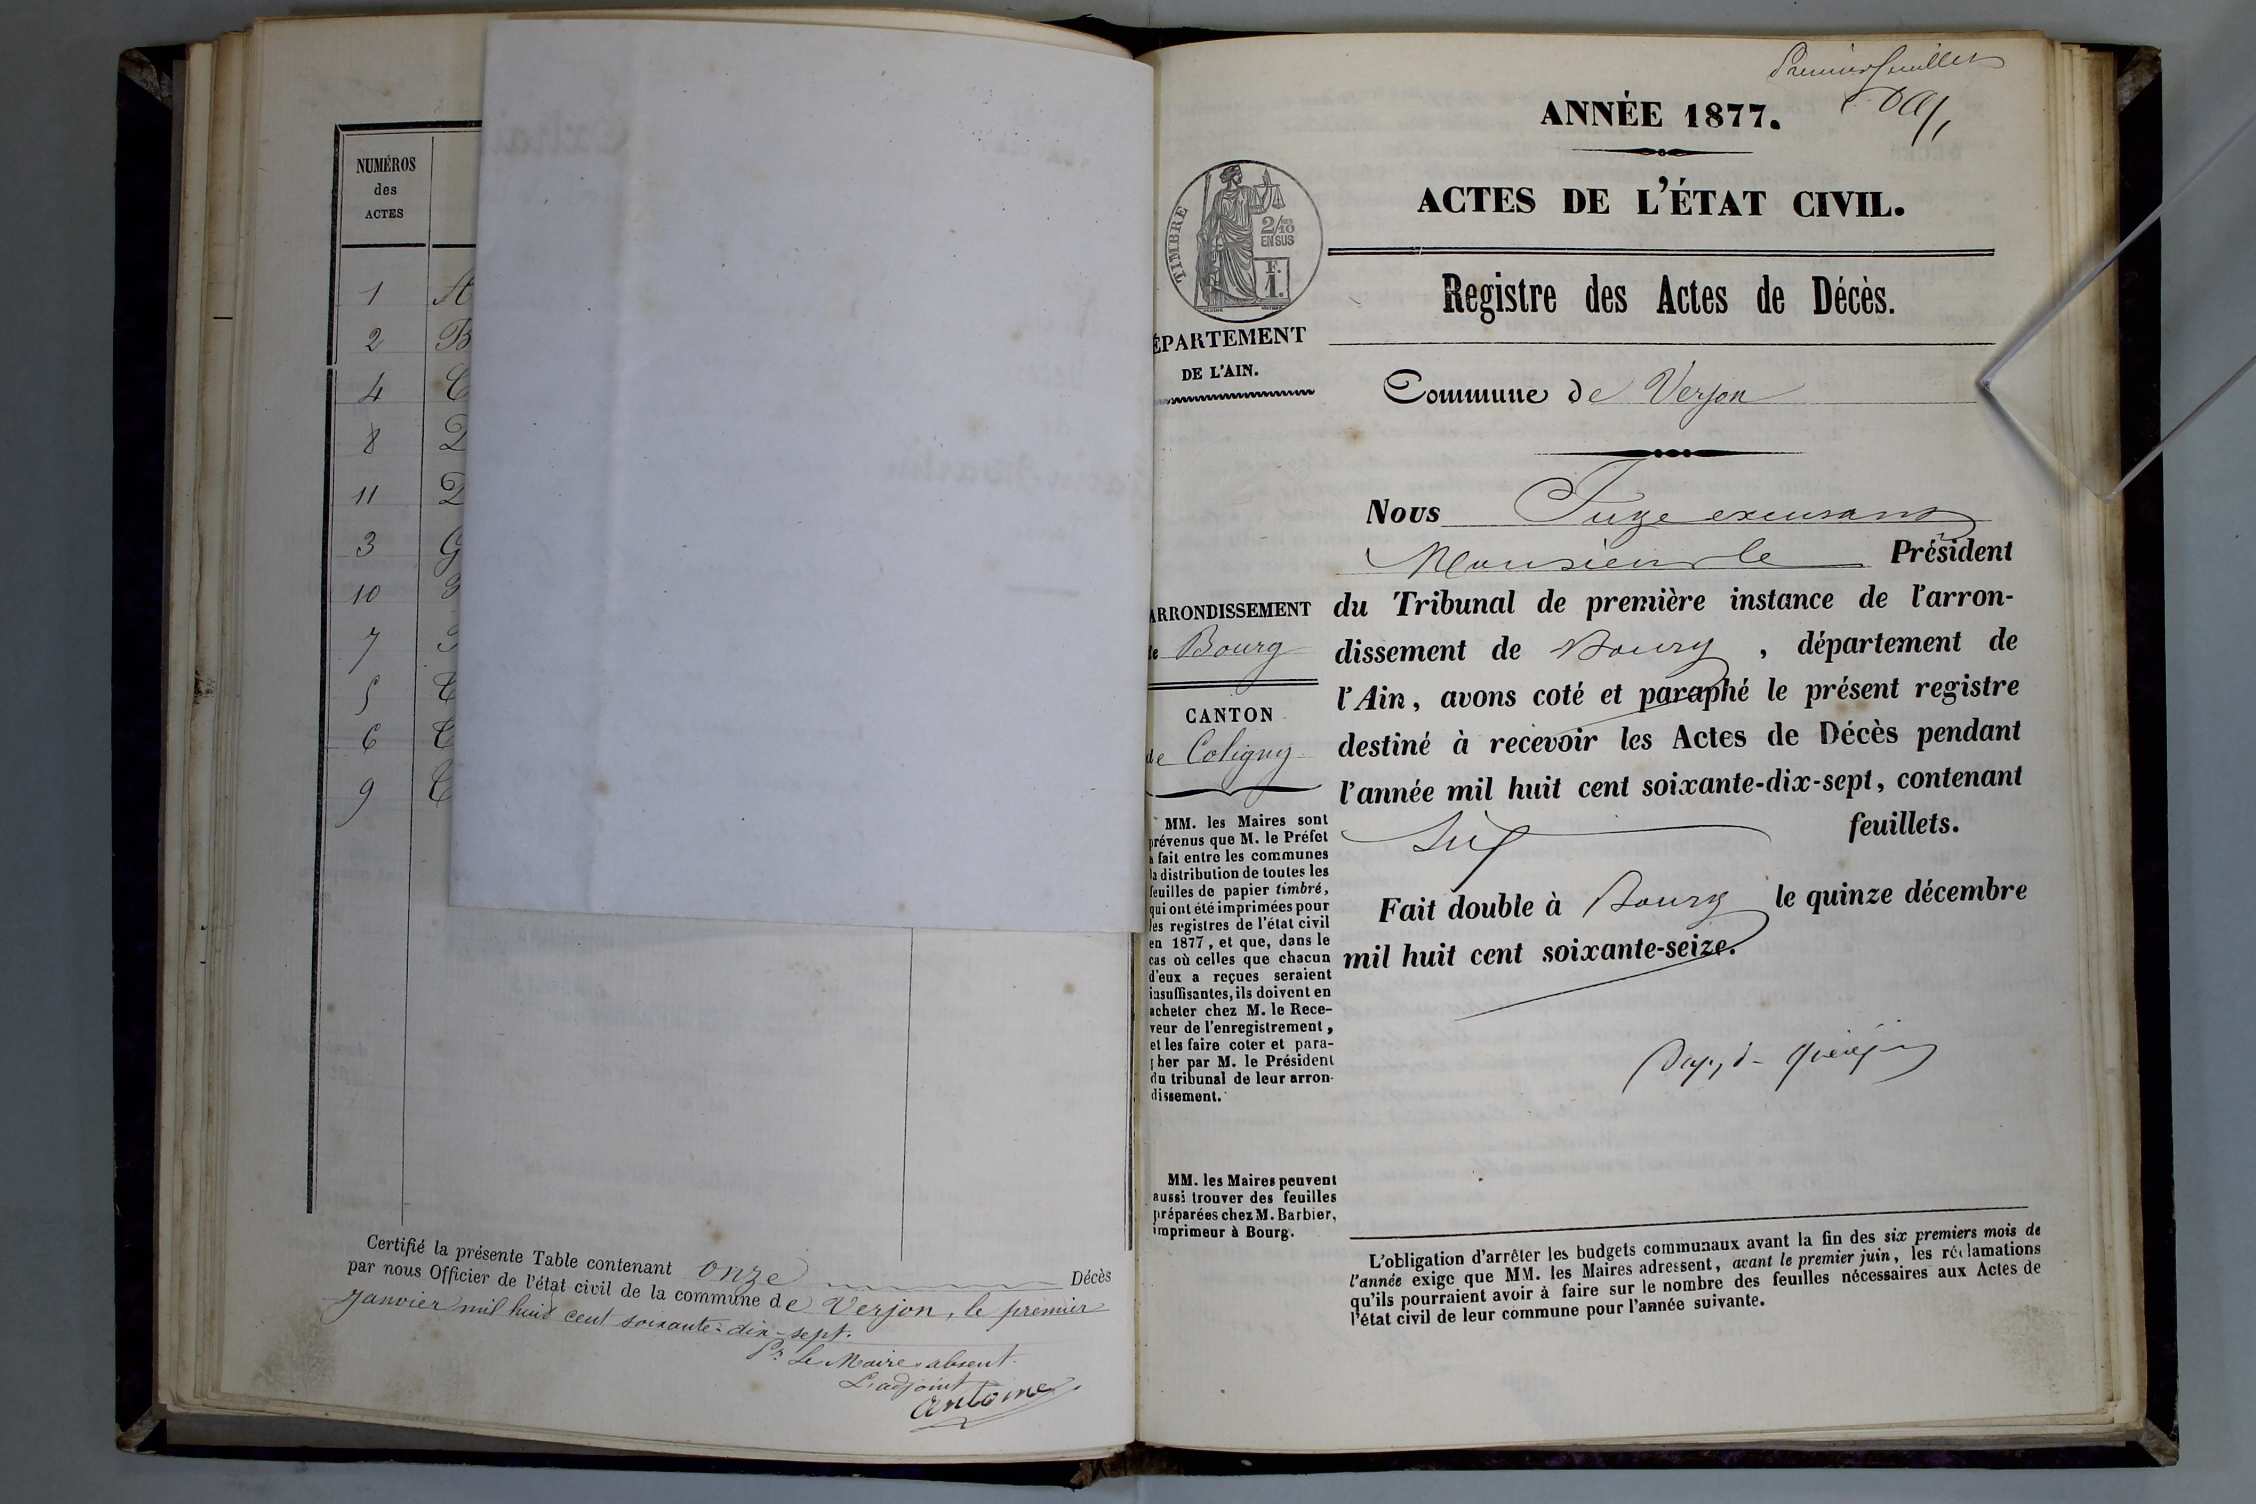 NUMÉROS
des
ACTES
1
2
4
8
11
3
10
7
5
6
9
Certifié la présente Table contenant onze Décès
par nous Officier de l'état civil de la commune de Verjon, le premier
janvier mil huit cent soixante-dix-sept.
Pr Le Maire absent.
L'adjoint
Antoine
Premier feuillet
ANNÉE 1877.
ACTES DE L'ÉTAT CIVIL.
TIMBRE
2/10
EN SUS
F.
1.
Registre des Actes de Décès.
ÉPARTEMENT
DE L'AIN.
Commune de Verjon
Nous Juge excusant
Monsieur le Président
du Tribunal de première instance de l'arron-
dissement de Bourg, département de
l'Ain, avons coté et paraphé le présent registre
destiné à recevoir les Actes de Décès pendant
l'année mil huit cent soixante-dix-sept, contenant
Six feuillets.
Fait double à Bourg le quinze décembre
mil huit cent soixante-seize.
ARRONDISSEMENT
de Bourg
CANTON
de Coligny
MM. les Maires sont
prévenus que M. le Préfet
a fait entre les communes
la distribution de toutes les
feuilles de papier timbré,
qui ont été imprimées pour
les registres de l'état civil
en 1877, et que, dans le
cas où celles que chacun
d'eux a reçues seraient
insuffisantes, ils doivent en
acheter chez M. le Rece-
veur de l'enregistrement,
et les faire coter et para-
pher par M. le Président
du tribunal de leur arron-
dissement.
MM. les Maires peuvent
aussi trouver des feuilles
préparées chez M. Barbier,
imprimeur à Bourg.
L'obligation d'arrêter les budgets communaux avant la fin des six premiers mois de
l'année exige que MM. les Maires adressent, avant le premier juin, les réclamations
qu'ils pourraient avoir à faire sur le nombre des feuilles nécessaires aux Actes de
l'état civil de leur commune pour l'année suivante.